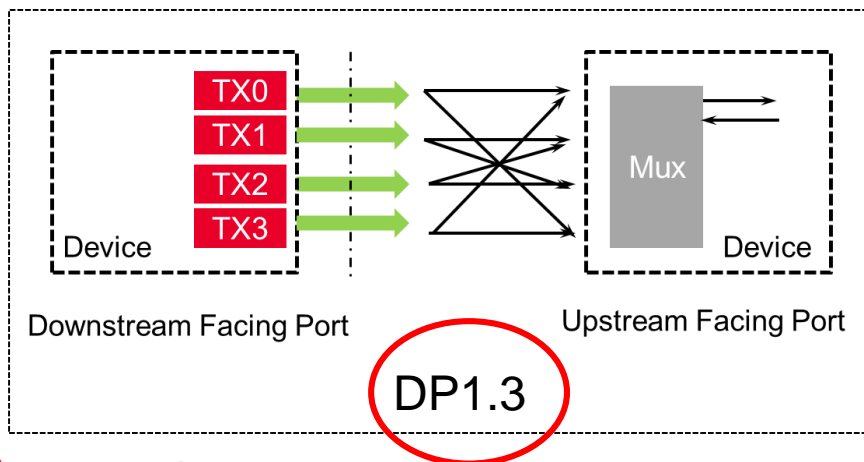 TX0
TX1
TX2
TX3
Device
Mux
Device
Downstream Facing Port
Upstream Facing Port
DP1.3